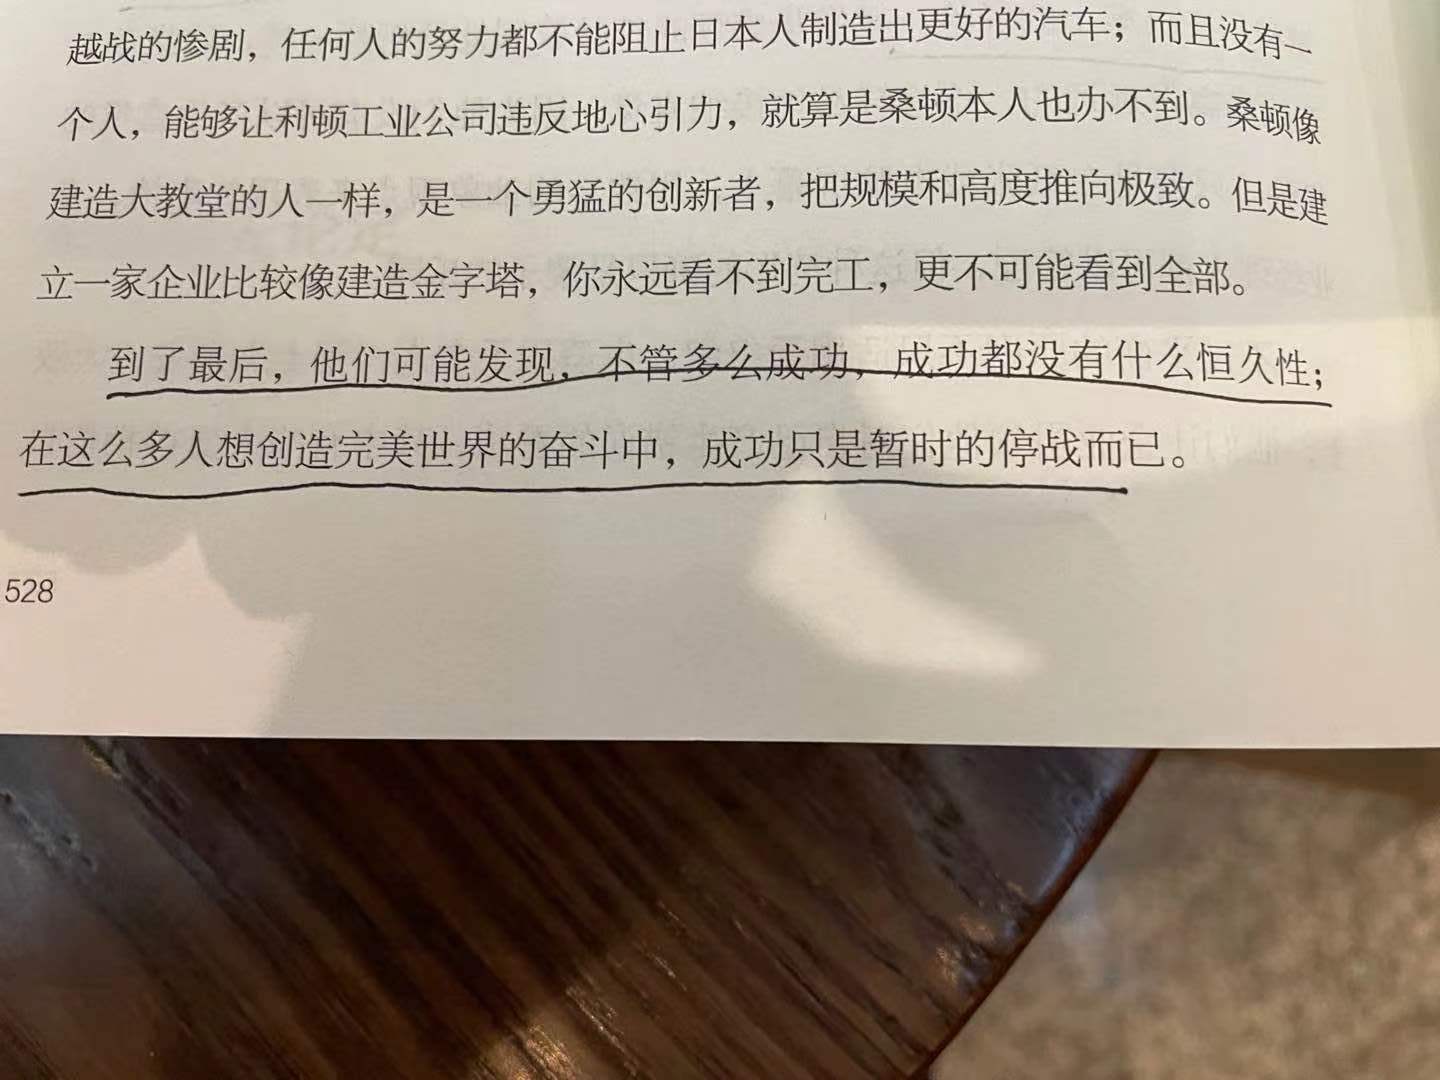 越战的惨剧，任何人的努力都不能阻止日本人制造出更好的汽车；而且没有一
个人，能够让利顿工业公司违反地心引力，就算是桑顿本人也办不到。桑顿像
建造大教堂的人一样，是一个勇猛的创新者，把规模和高度推向极致。但是建
立一家企业比较像建造金字塔，你永远看不到完工，更不可能看到全部。
到了最后，他们可能发现，不管多么成功，成功都没有什么恒久性；
在这么多人想创造完美世界的奋斗中，成功只是暂时的停战而已。
528